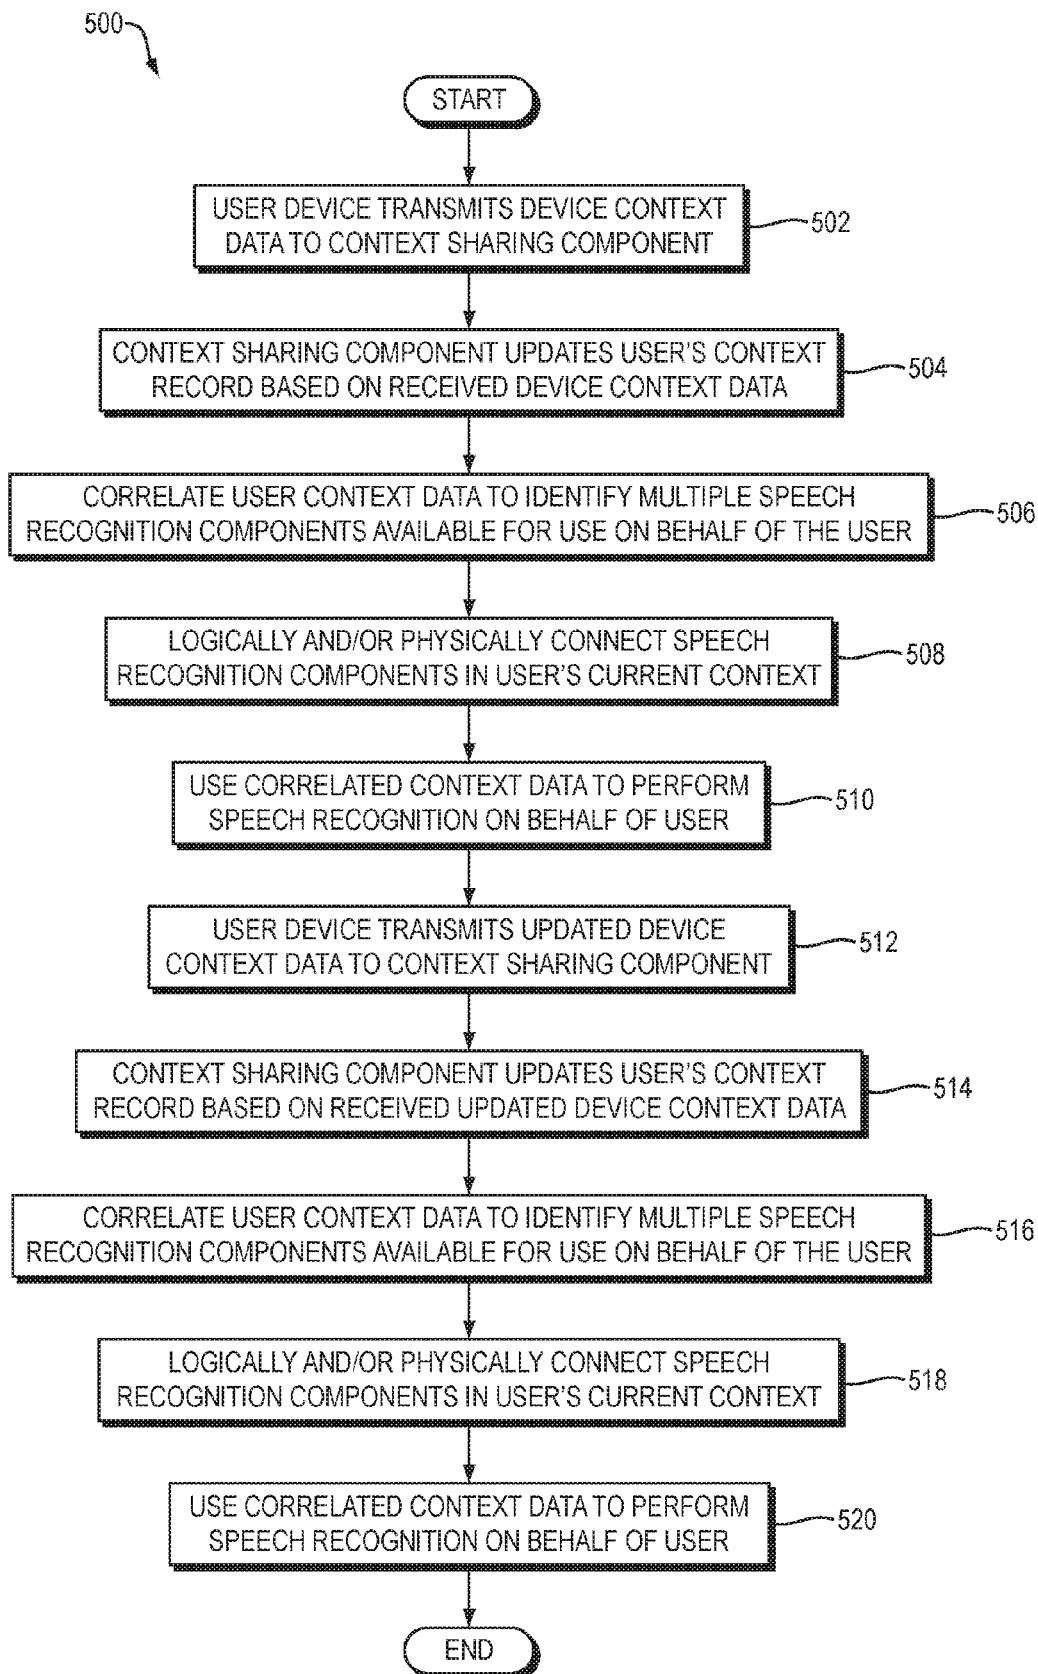 500
START
USER DEVICE TRANSMITS DEVICE CONTEXT
DATA TO CONTEXT SHARING COMPONENT
502
CONTEXT SHARING COMPONENT UPDATES USER'S CONTEXT
RECORD BASED ON RECEIVED DEVICE CONTEXT DATA
504
CORRELATE USER CONTEXT DATA TO IDENTIFY MULTIPLE SPEECH
RECOGNITION COMPONENTS AVAILABLE FOR USE ON BEHALF OF THE USER
506
LOGICALLY AND/OR PHYSICALLY CONNECT SPEECH
RECOGNITION COMPONENTS IN USER'S CURRENT CONTEXT
508
USE CORRELATED CONTEXT DATA TO PERFORM
SPEECH RECOGNITION ON BEHALF OF USER
510
USER DEVICE TRANSMITS UPDATED DEVICE
CONTEXT DATA TO CONTEXT SHARING COMPONENT
512
CONTEXT SHARING COMPONENT UPDATES USER'S CONTEXT
RECORD BASED ON RECEIVED UPDATED DEVICE CONTEXT DATA
514
CORRELATE USER CONTEXT DATA TO IDENTIFY MULTIPLE SPEECH
RECOGNITION COMPONENTS AVAILABLE FOR USE ON BEHALF OF THE USER
516
LOGICALLY AND/OR PHYSICALLY CONNECT SPEECH
RECOGNITION COMPONENTS IN USER'S CURRENT CONTEXT
518
USE CORRELATED CONTEXT DATA TO PERFORM
SPEECH RECOGNITION ON BEHALF OF USER
520
END